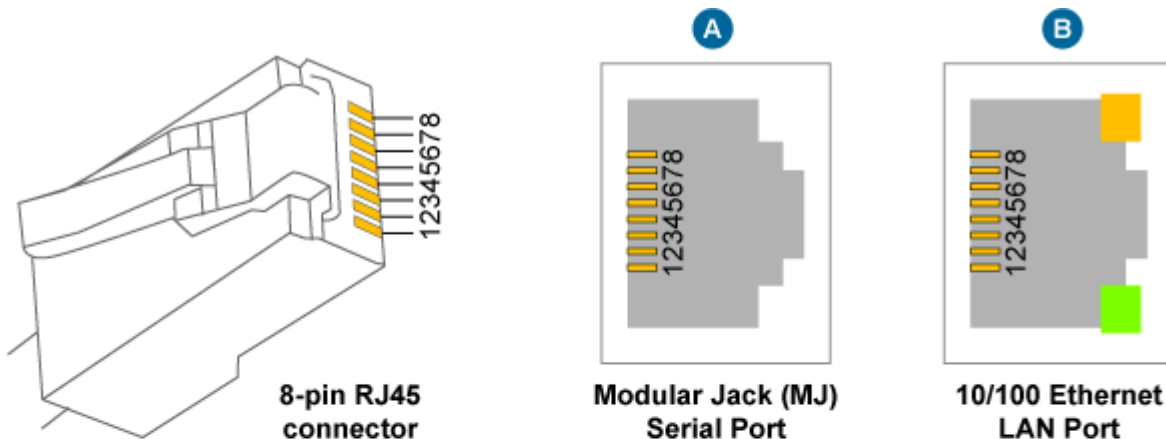 12345678
8-pin RJ45
connector
A
12345678
Modular Jack (MJ)
Serial Port
B
12345678
10/100 Ethernet
LAN Port